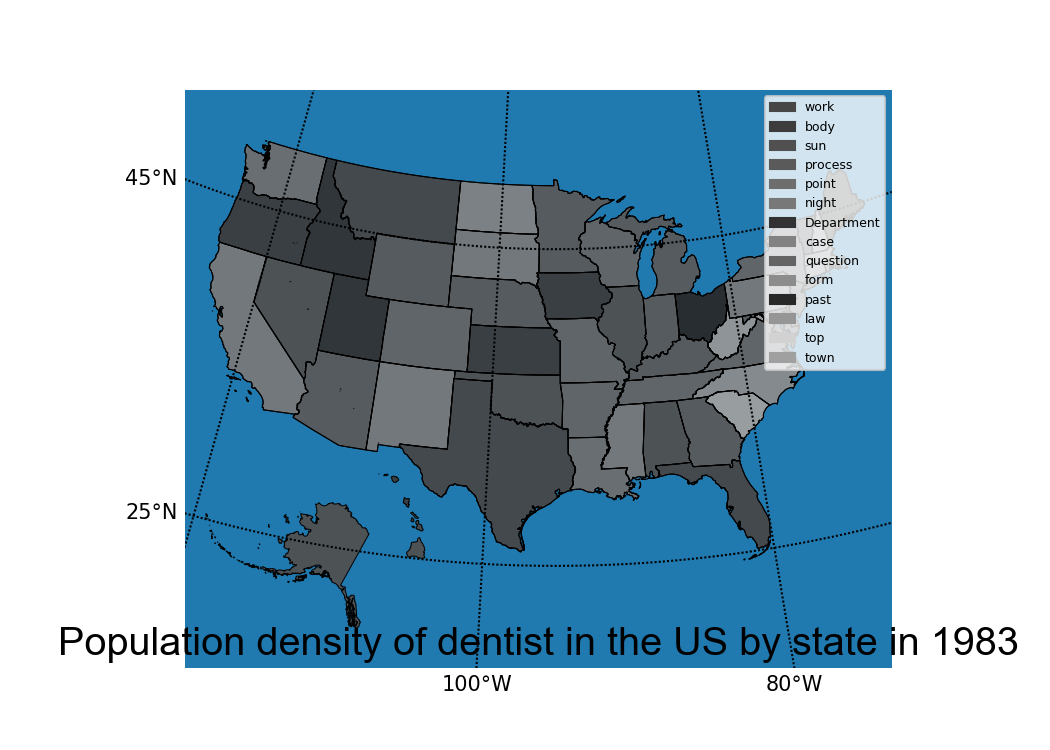 work
body
sun
process
point
night
Department
case
question
form
past
law
top
town
45°N
25°N
Population density of dentist in the US by state in 1983
100°W 80°W